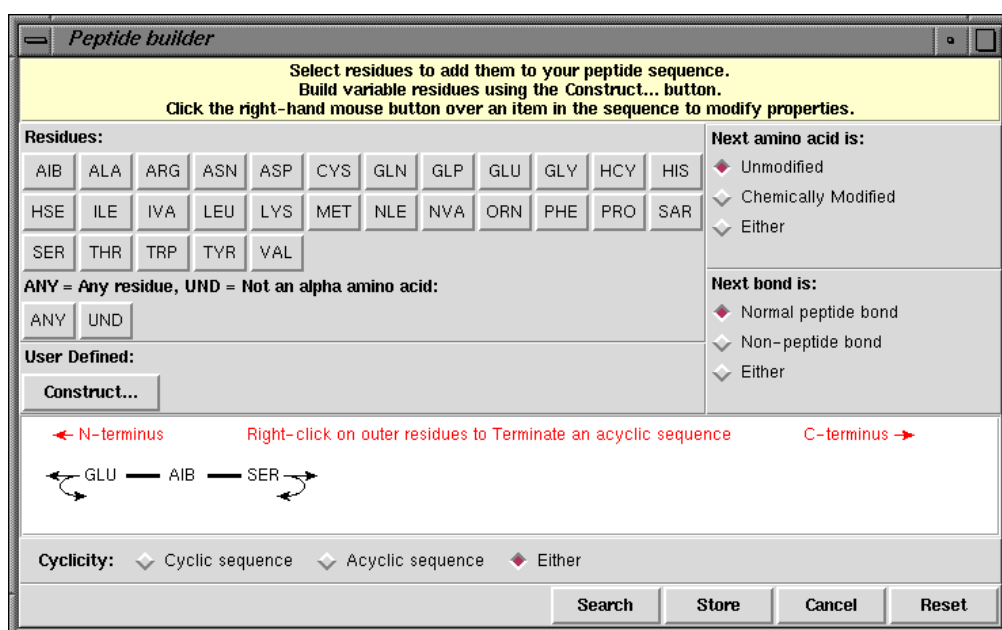 Peptide builder
Select residues to add them to your peptide sequence.
Build variable residues using the Construct... button.
Click the right-hand mouse button over an item in the sequence to modify properties.
Residues:
AIB ALA ARG ASN ASP CYS GLN GLP GLU GLY HCY HIS
HSE ILE IVA LEU LYS MET NLE NVA ORN PHE PRO SAR
SER THR TRP TYR VAL
ANY = Any residue, UND = Not an alpha amino acid:
ANY UND
User Defined:
Construct...
Next amino acid is:
Unmodified
Chemically Modified
Either
Next bond is:
Normal peptide bond
Non-peptide bond
Either
N-terminus Right-click on outer residues to Terminate an acyclic sequence C-terminus
GLU AIB SER
Cyclicity: Cyclic sequence Acyclic sequence Either
Search Store Cancel Reset